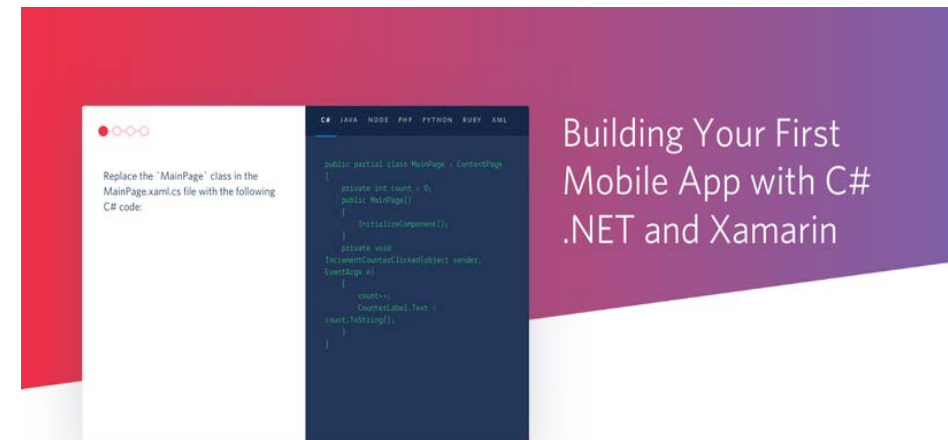 Replace the `MainPage` class in the
MainPage.xaml.cs file with the following
C# code:
C# JAVA NODE PHP PYTHON RUBY XML
public partial class MainPage : ContentPage
{
private int count = 0;
public MainPage()
{
InitializeComponent();
}
private void
IncrementCounterClicked(object sender,
EventArgs e)
{
count++;
CounterLabel.Text =
count.ToString();
}
}
Building Your First
Mobile App with C#
.NET and Xamarin